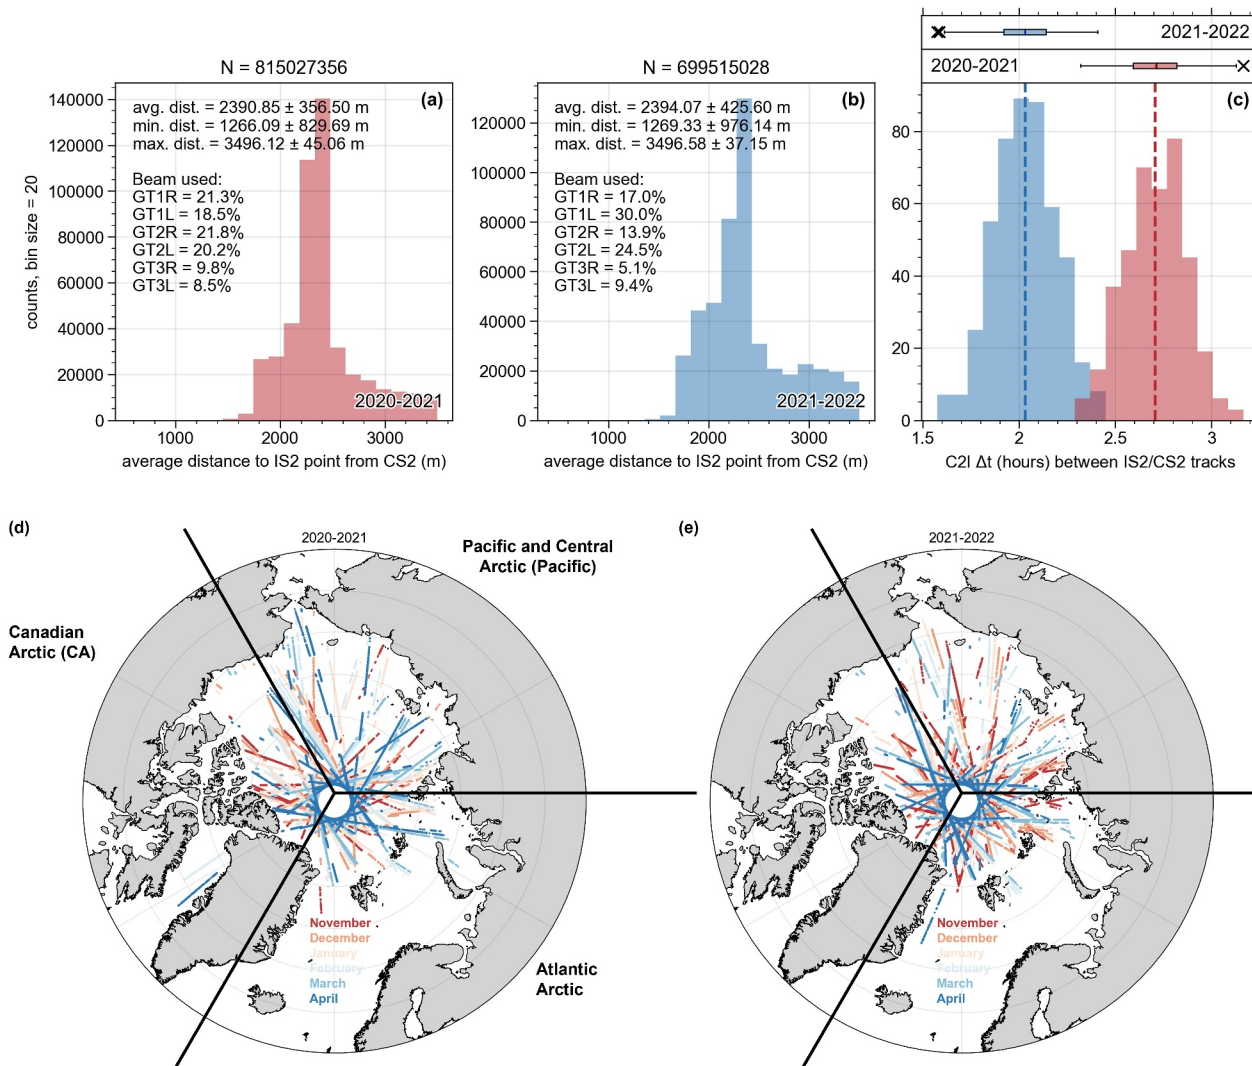 N = 815027356
(a)
avg. dist. = 2390.85 ± 356.50 m
min. dist. = 1266.09 ± 829.69 m
max. dist. = 3496.12 ± 45.06 m
Beam used:
GT1R = 21.3%
GT1L = 18.5%
GT2R = 21.8%
GT2L = 20.2%
GT3R = 9.8%
GT3L = 8.5%
140000
120000
100000
80000
60000
40000
20000
0
counts, bin size = 20
2020-2021
1000 2000 3000
average distance to IS2 point from CS2 (m)
N = 699515028
(b)
avg. dist. = 2394.07 ± 425.60 m
min. dist. = 1269.33 ± 976.14 m
max. dist. = 3496.58 ± 37.15 m
Beam used:
GT1R = 17.0%
GT1L = 30.0%
GT2R = 13.9%
GT2L = 24.5%
GT3R = 5.1%
GT3L = 9.4%
120000
100000
80000
60000
40000
20000
0
2021-2022
1000 2000 3000
average distance to IS2 point from CS2 (m)
2021-2022
2020-2021
(c)
80
60
40
20
0
1.5 2 2.5 3
C2I Δt (hours) between IS2/CS2 tracks
(d)
2020-2021
Pacific and Central
Arctic (Pacific)
Canadian
Arctic (CA)
Atlantic
Arctic
November
December
January
February
March
April
(e)
2021-2022
November
December
January
February
March
April